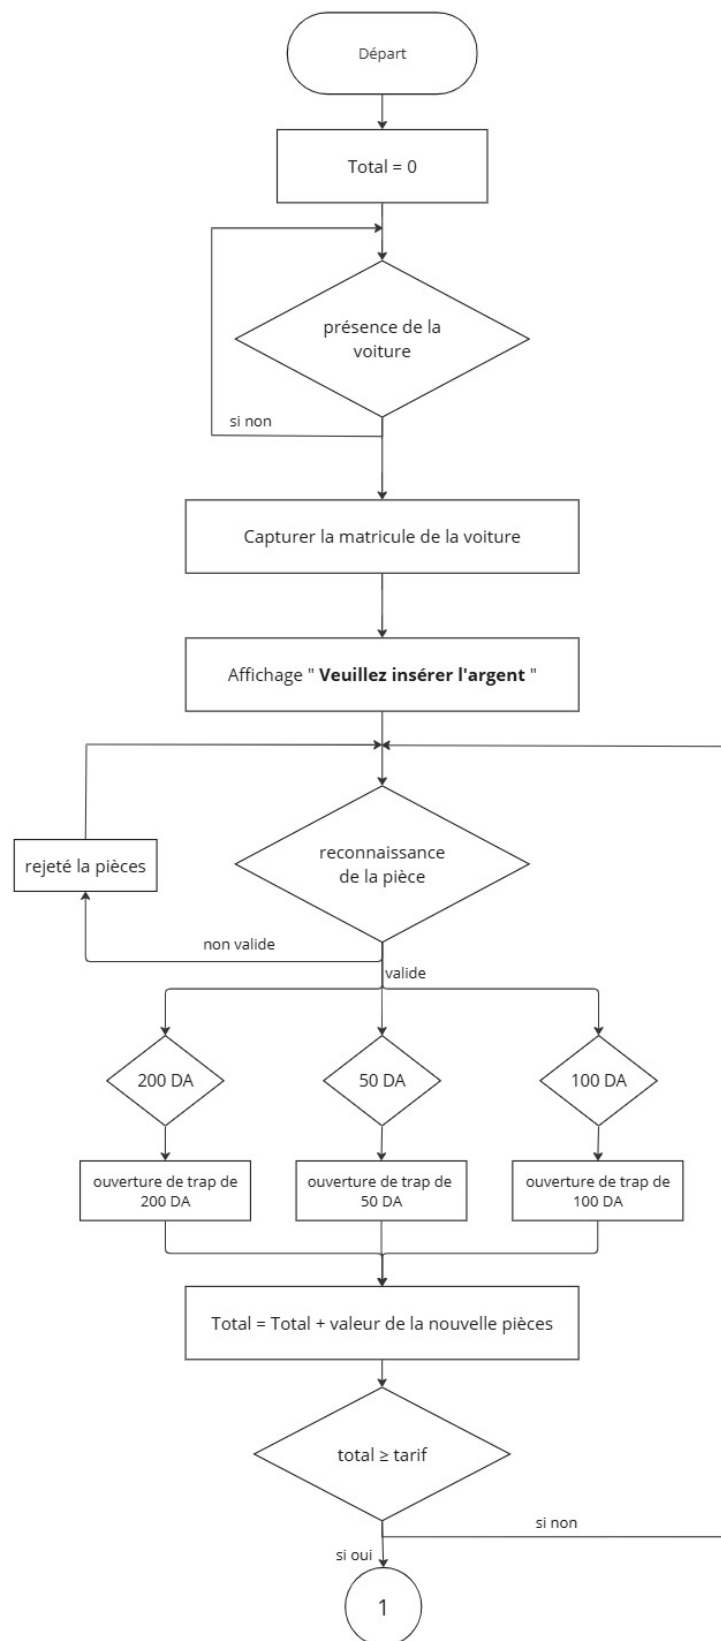 Départ
Total = 0
présence de la
voiture
si non
Capturer la matricule de la voiture
Affichage " Veuillez insérer l'argent "
rejeté la pièces
reconnaissance
de la pièce
non valide
valide
200 DA
50 DA
100 DA
ouverture de trap de
200 DA
ouverture de trap de
50 DA
ouverture de trap de
100 DA
Total = Total + valeur de la nouvelle pièces
total ≥ tarif
si non
si oui
1